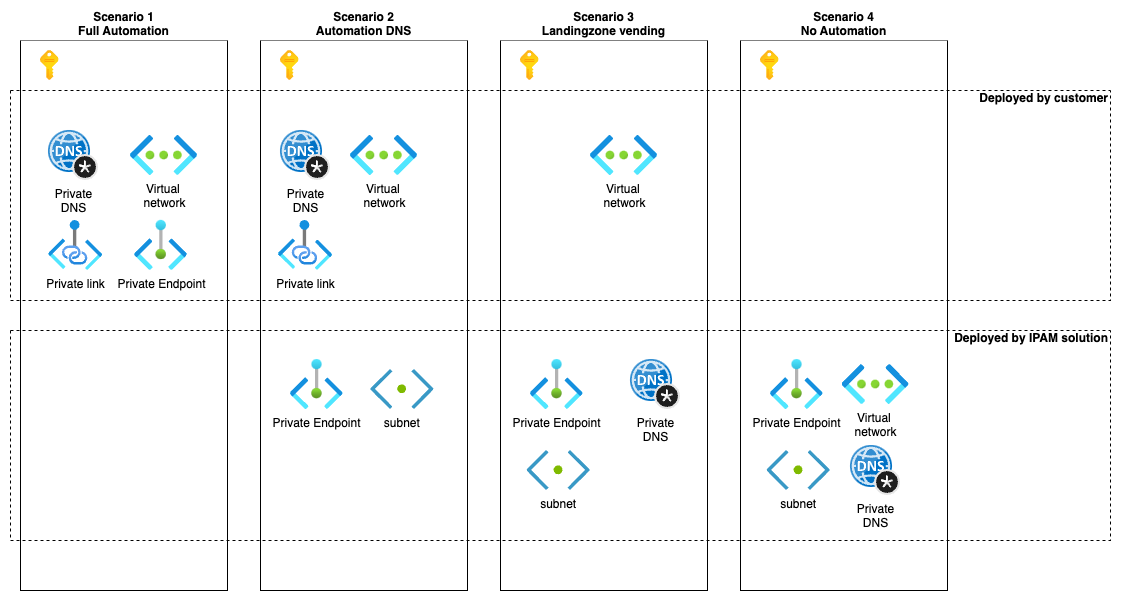 Scenario 1
Full Automation
Scenario 2
Automation DNS
Scenario 3
Landingzone vending
Scenario 4
No Automation
Deployed by customer
DNS
Private
DNS
Virtual
network
Private link
Private Endpoint
DNS
Private
DNS
Virtual
network
Private link
Virtual
network
Deployed by IPAM solution
Private Endpoint
subnet
Private Endpoint
DNS
Private
DNS
subnet
Private Endpoint
Virtual
network
subnet
DNS
Private
DNS